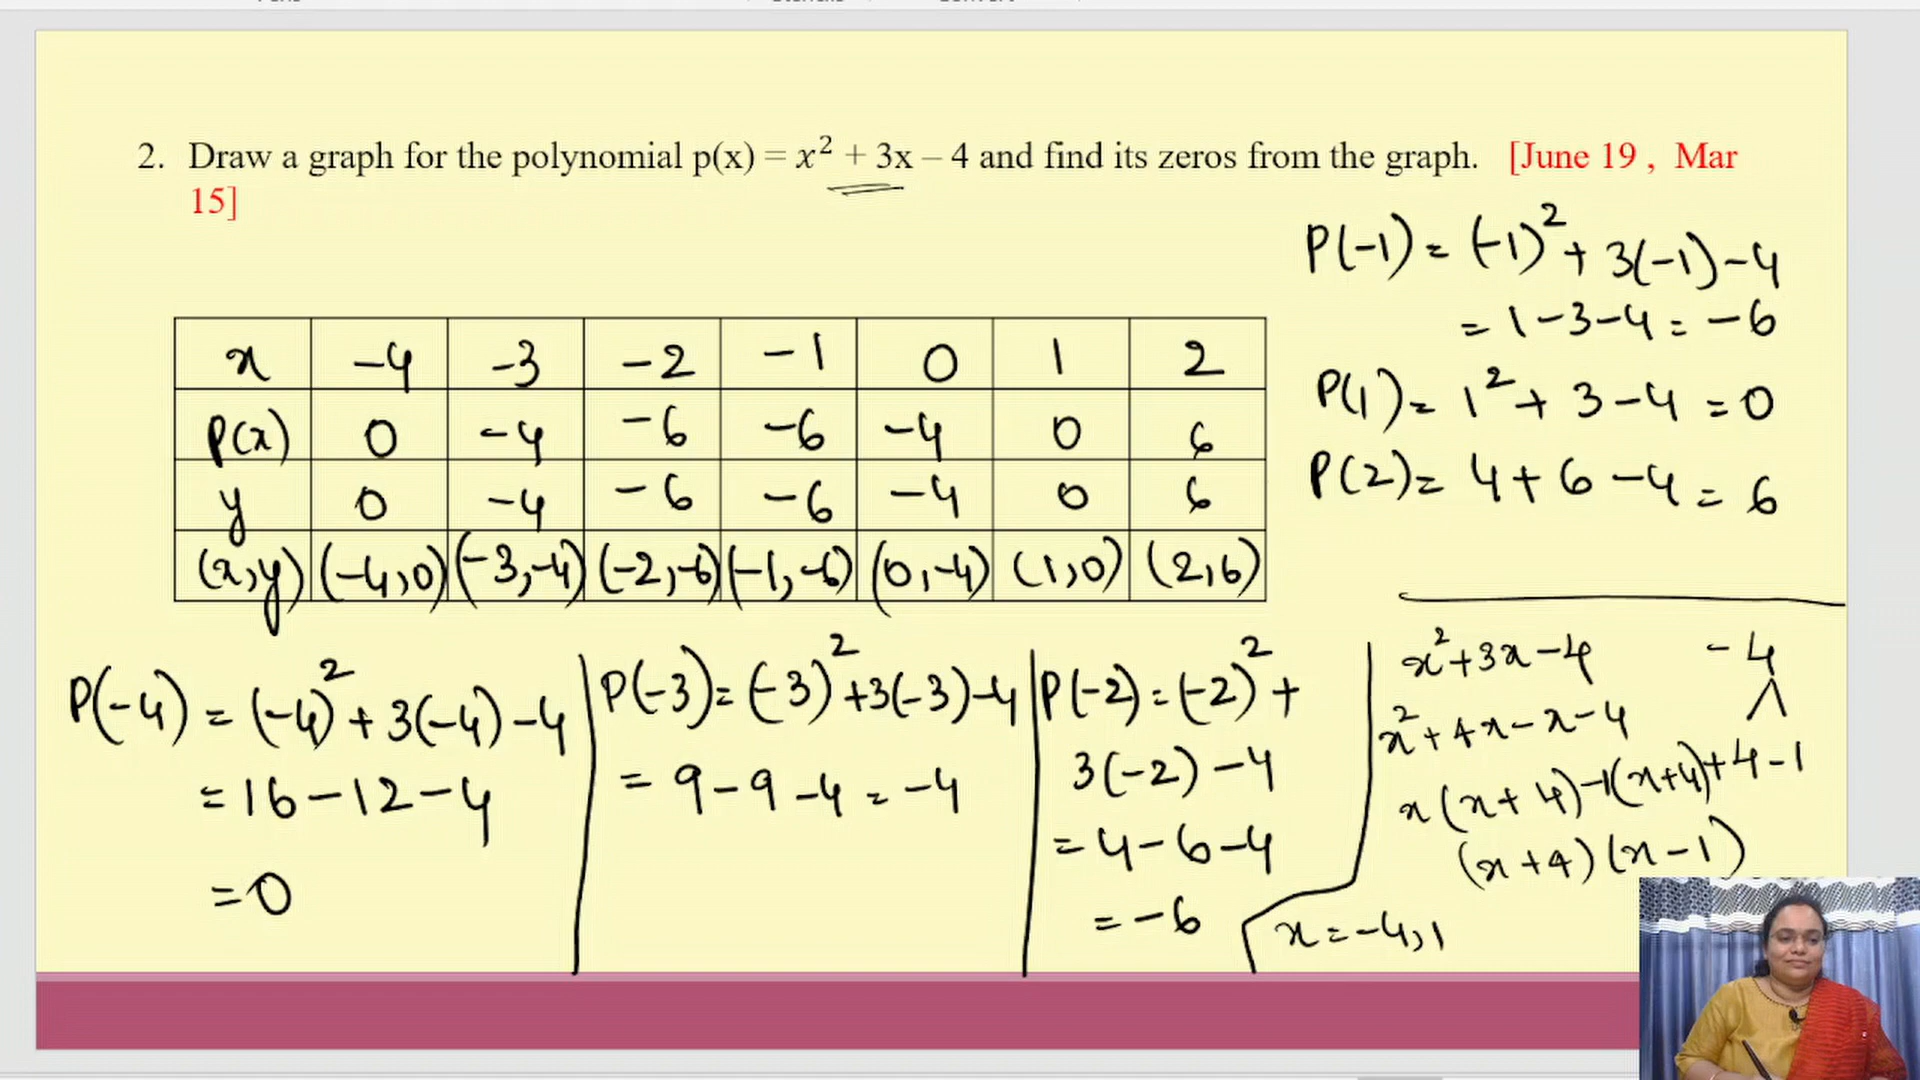 2. Draw a graph for the polynomial p(x) = x² + 3x – 4 and find its zeros from the graph. [June 19 , Mar
15]
P(-1) = (-1)² + 3(-1) - 4
= 1 - 3 - 4 = -6
P(1) = 1² + 3 - 4 = 0
P(2) = 4 + 6 - 4 = 6
x -4 -3 -2 -1 0 1 2
P(x) 0 -4 -6 -6 -4 0 6
y 0 -4 -6 -6 -4 0 6
(x,y) (-4,0) (-3,-4) (-2,-6) (-1,-6) (0,-4) (1,0) (2,6)
P(-4) = (-4)² + 3(-4) - 4
= 16 - 12 - 4
= 0
P(-3) = (-3)² + 3(-3) - 4
= 9 - 9 - 4 = -4
P(-2) = (-2)² +
3(-2) - 4
= 4 - 6 - 4
= -6
x² + 3x - 4
x² + 4x - x - 4
x(x + 4) - 1(x + 4)
(x + 4)(x - 1)
x = -4, 1
-4
+4 -1